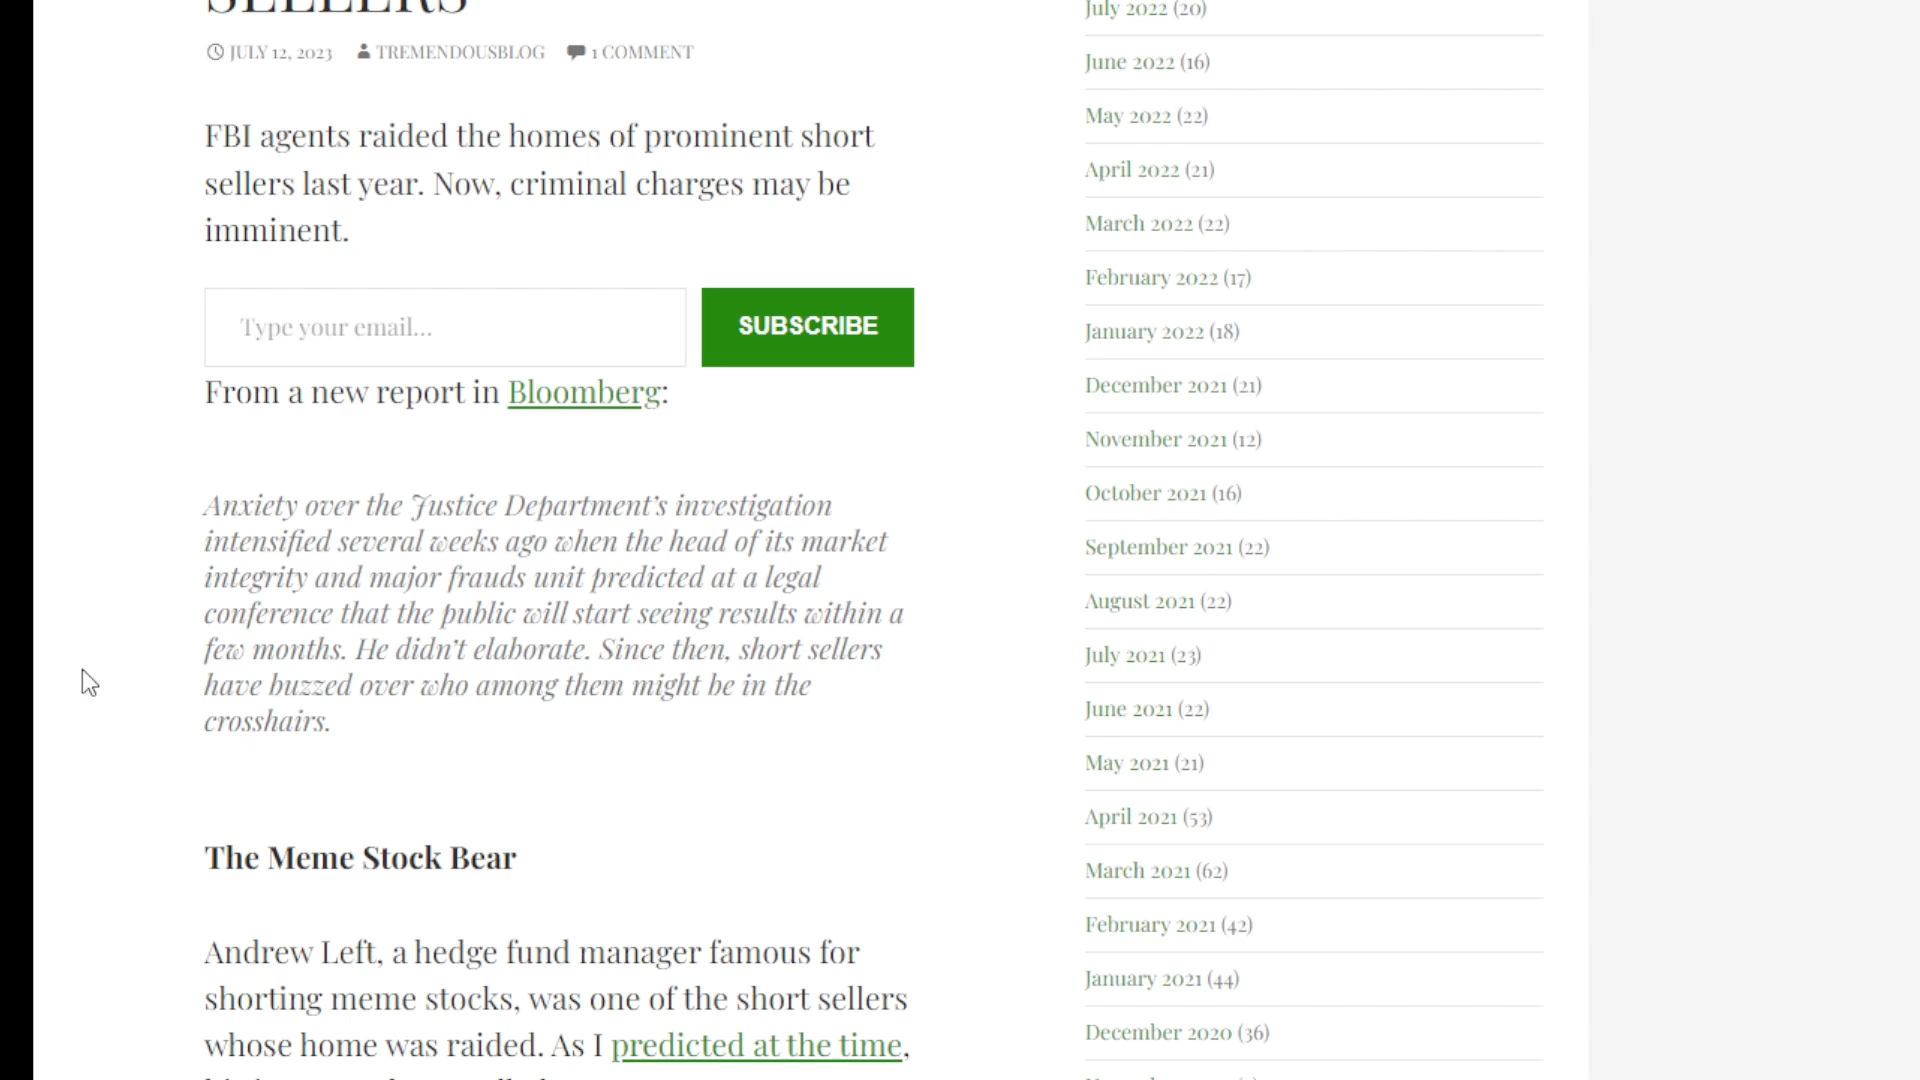 SELLERS
JULY 12, 2023 TREMENDOUSBLOG 1 COMMENT
FBI agents raided the homes of prominent short
sellers last year. Now, criminal charges may be
imminent.
Type your email...
SUBSCRIBE
From a new report in Bloomberg:
Anxiety over the Justice Department's investigation
intensified several weeks ago when the head of its market
integrity and major frauds unit predicted at a legal
conference that the public will start seeing results within a
few months. He didn't elaborate. Since then, short sellers
have buzzed over who among them might be in the
crosshairs.
The Meme Stock Bear
Andrew Left, a hedge fund manager famous for
shorting meme stocks, was one of the short sellers
whose home was raided. As I predicted at the time,
July 2022 (20)
June 2022 (16)
May 2022 (22)
April 2022 (21)
March 2022 (22)
February 2022 (17)
January 2022 (18)
December 2021 (21)
November 2021 (12)
October 2021 (16)
September 2021 (22)
August 2021 (22)
July 2021 (23)
June 2021 (22)
May 2021 (21)
April 2021 (53)
March 2021 (62)
February 2021 (42)
January 2021 (44)
December 2020 (36)